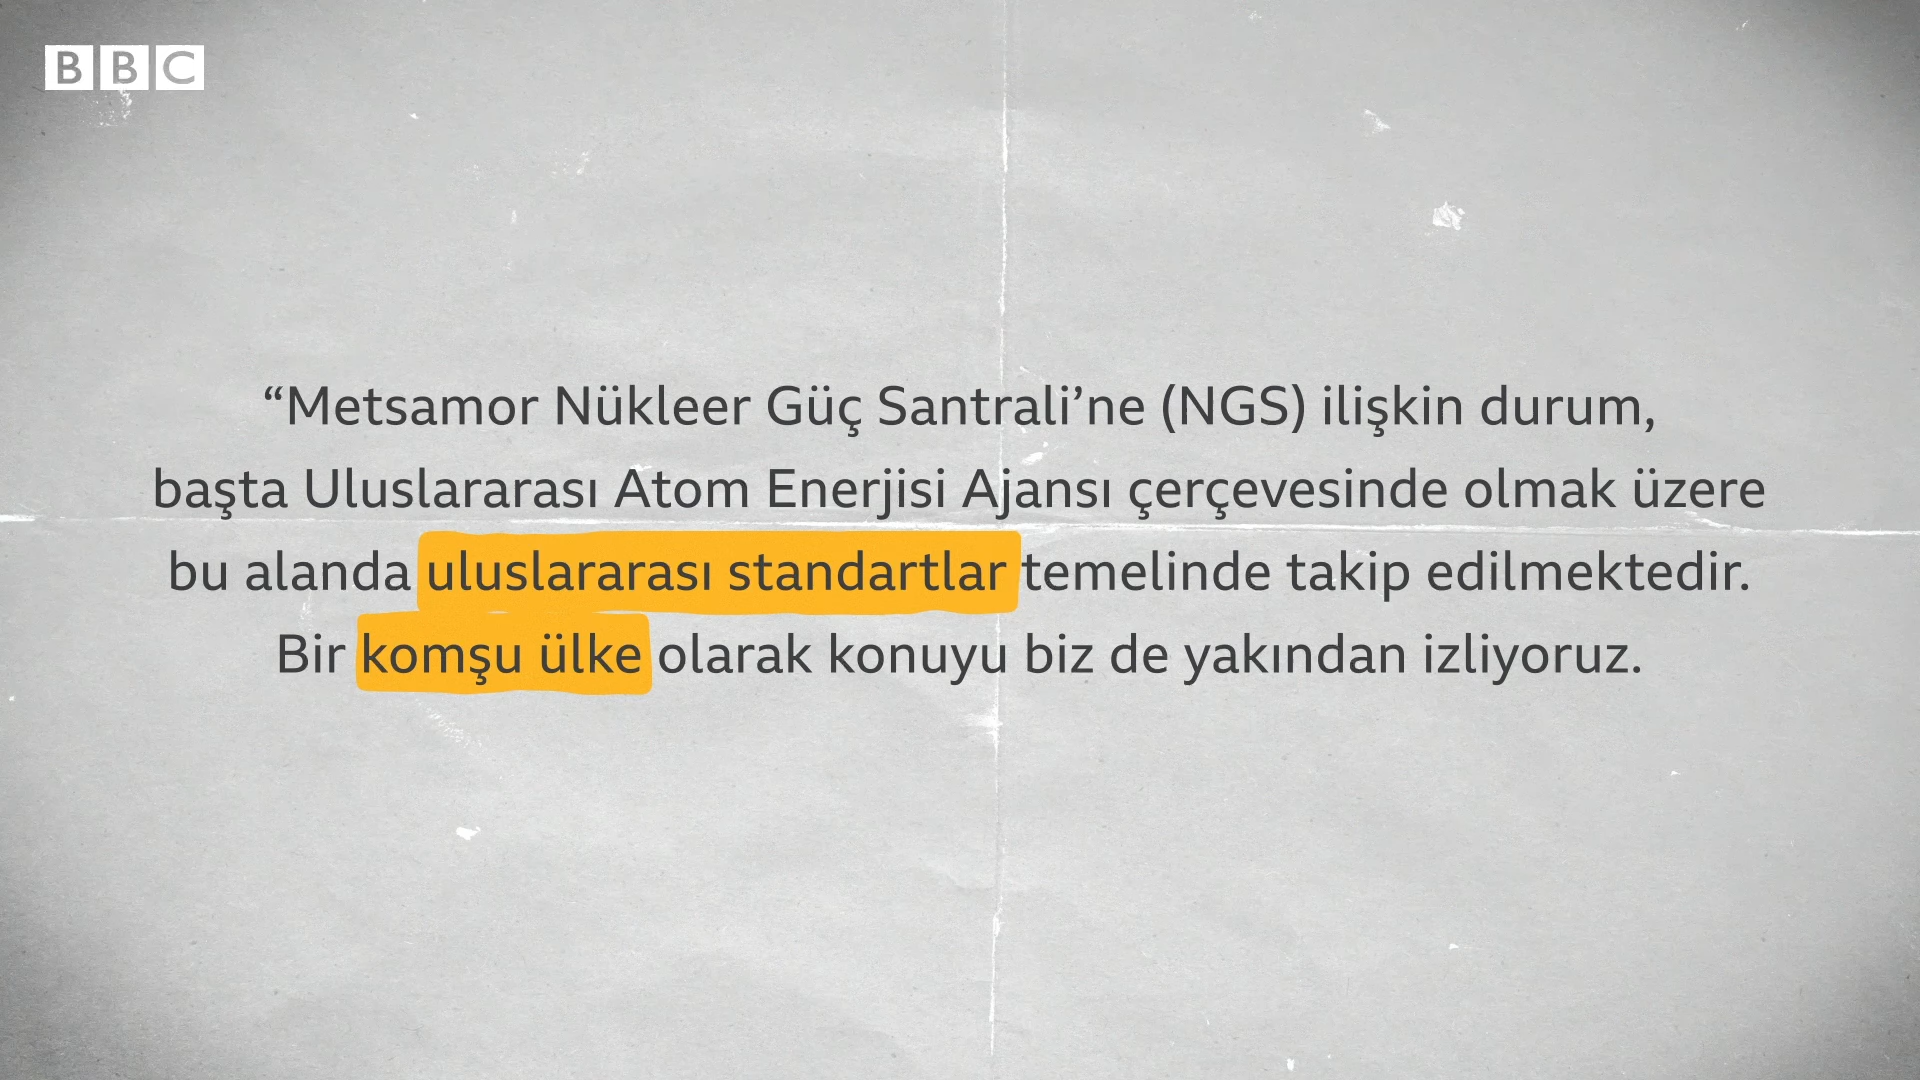 BBC
“Metsamor Nükleer Güç Santrali’ne (NGS) ilişkin durum,
başta Uluslararası Atom Enerjisi Ajansı çerçevesinde olmak üzere
bu alanda uluslararası standartlar temelinde takip edilmektedir.
Bir komşu ülke olarak konuyu biz de yakından izliyoruz.